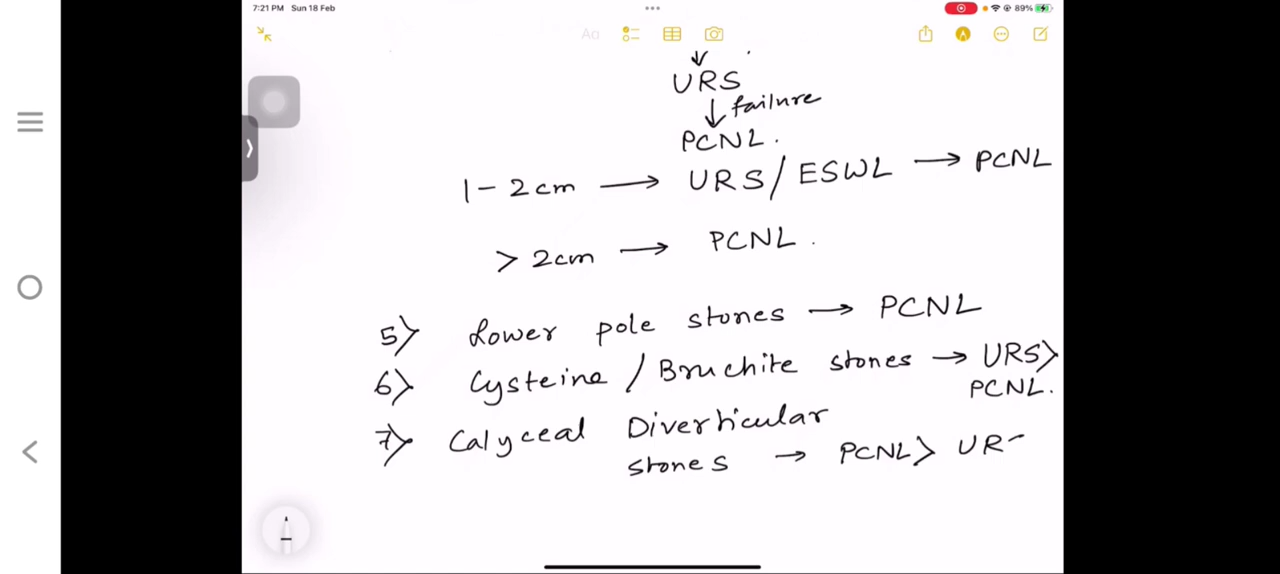 7:21 PM Sun 18 Feb
89%
Aa
URS
↓ failure
PCNL.
1-2cm → URS/ESWL → PCNL
> 2cm → PCNL.
5) Lower pole stones → PCNL
6) Cysteine / Bruchite stones → URS>
PCNL.
7) Calyceal Diverticular
stones → PCNL> UR